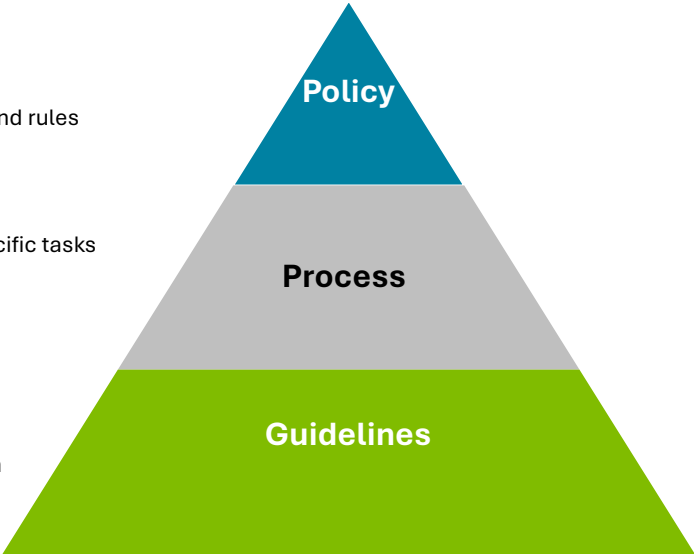 Policy
nd rules
cific tasks
Process
Guidelines